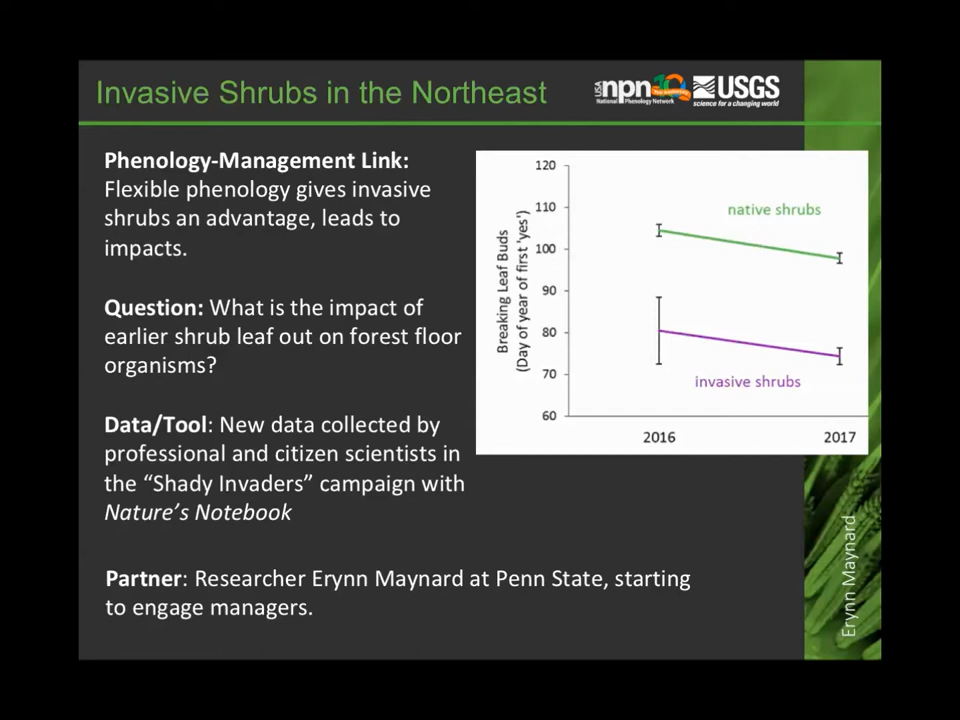 Invasive Shrubs in the Northeast
USA
npn
National Phenology Network
10
USGS
science for a changing world
Phenology-Management Link:
Flexible phenology gives invasive
shrubs an advantage, leads to
impacts.
Question: What is the impact of
earlier shrub leaf out on forest floor
organisms?
Data/Tool: New data collected by
professional and citizen scientists in
the “Shady Invaders” campaign with
Nature’s Notebook
Partner: Researcher Erynn Maynard at Penn State, starting
to engage managers.
Breaking Leaf Buds
(Day of year of first 'yes')
120
110
100
90
80
70
60
native shrubs
invasive shrubs
2016
2017
Erynn Maynard